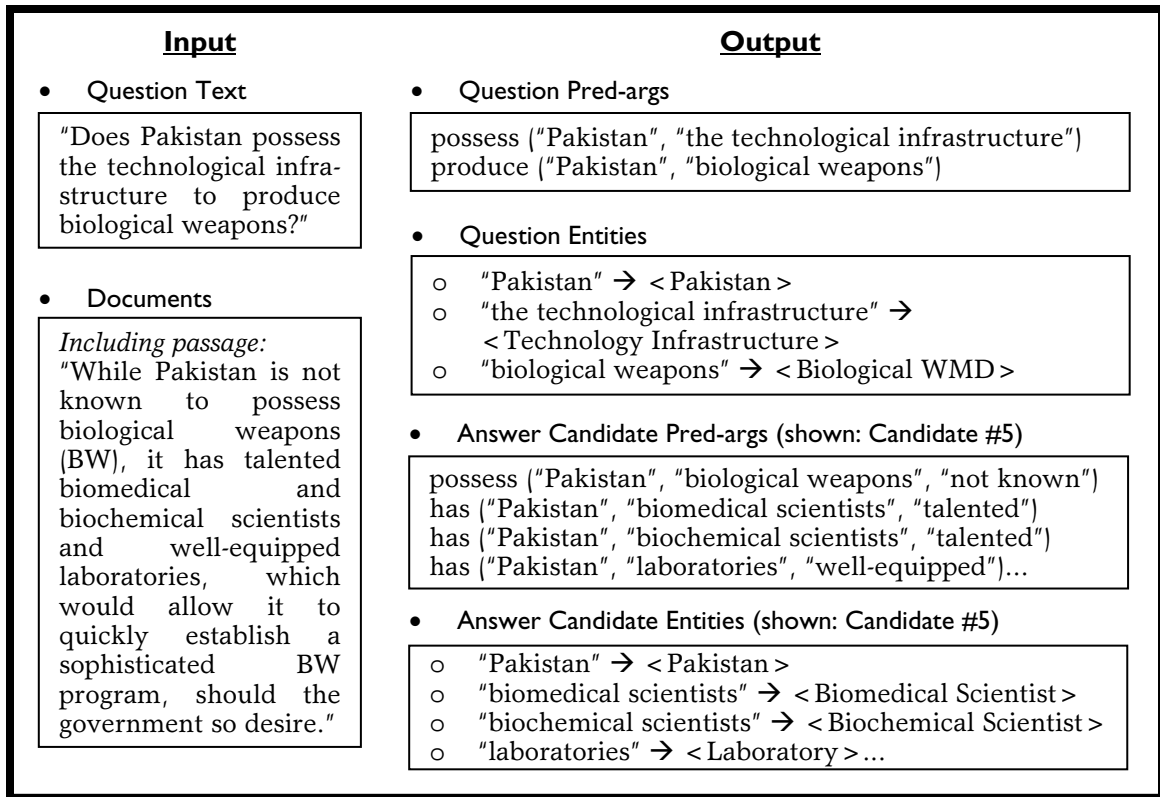 Input
• Question Text
“Does Pakistan possess
the technological infra-
structure to produce
biological weapons?”
• Documents
Including passage:
“While Pakistan is not
known to possess
biological weapons
(BW), it has talented
biomedical and
biochemical scientists
and well-equipped
laboratories, which
would allow it to
quickly establish a
sophisticated BW
program, should the
government so desire.”
Output
• Question Pred-args
possess (“Pakistan”, “the technological infrastructure”)
produce (“Pakistan”, “biological weapons”)
• Question Entities
o “Pakistan” → <Pakistan>
o “the technological infrastructure” →
<Technology Infrastructure>
o “biological weapons” → <Biological WMD>
• Answer Candidate Pred-args (shown: Candidate #5)
possess (“Pakistan”, “biological weapons”, “not known”)
has (“Pakistan”, “biomedical scientists”, “talented”)
has (“Pakistan”, “biochemical scientists”, “talented”)
has (“Pakistan”, “laboratories”, “well-equipped”)…
• Answer Candidate Entities (shown: Candidate #5)
o “Pakistan” → <Pakistan>
o “biomedical scientists” → <Biomedical Scientist>
o “biochemical scientists” → <Biochemical Scientist>
o “laboratories” → <Laboratory>…